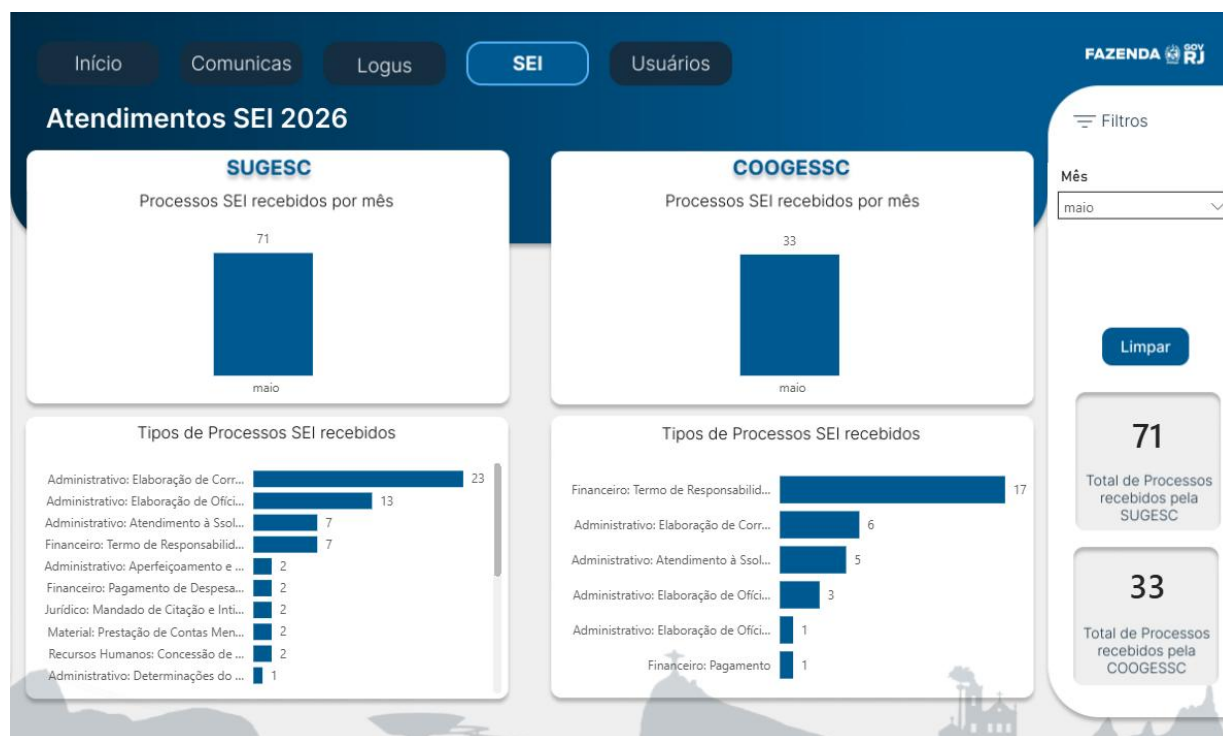 Início
Comunicas
Logus
SEI
Usuários
FAZENDA GOV RJ
Atendimentos SEI 2026
Filtros
SUGESC
Processos SEI recebidos por mês
71
maio
COOGESSC
Processos SEI recebidos por mês
33
maio
Mês
maio
Limpar
Tipos de Processos SEI recebidos
Administrativo: Elaboração de Corr... 23
Administrativo: Elaboração de Ofíci... 13
Administrativo: Atendimento à Ssol... 7
Financeiro: Termo de Responsabilid... 7
Administrativo: Aperfeiçoamento e ... 2
Financeiro: Pagamento de Despesa... 2
Jurídico: Mandado de Citação e Inti... 2
Material: Prestação de Contas Men... 2
Recursos Humanos: Concessão de ... 2
Administrativo: Determinações do ... 1
Tipos de Processos SEI recebidos
Financeiro: Termo de Responsabilid... 17
Administrativo: Elaboração de Corr... 6
Administrativo: Atendimento à Ssol... 5
Administrativo: Elaboração de Ofíci... 3
Administrativo: Elaboração de Ofíci... 1
Financeiro: Pagamento 1
71
Total de Processos
recebidos pela
SUGESC
33
Total de Processos
recebidos pela
COOGESSC